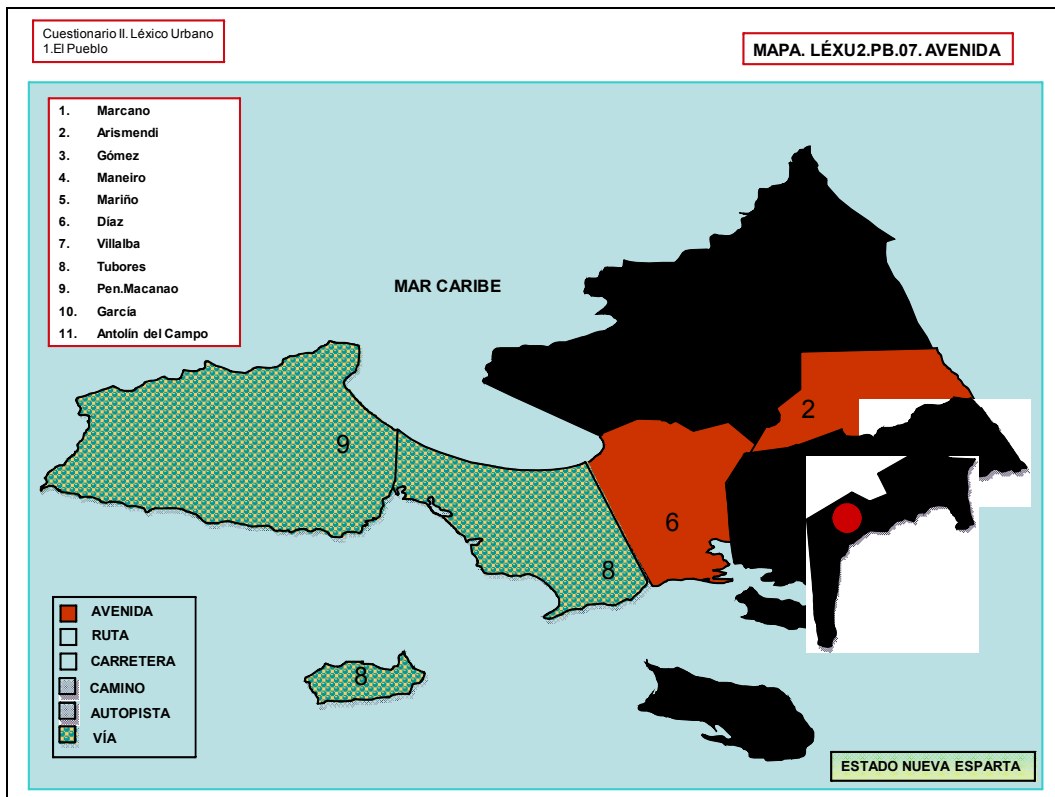 Cuestionario II. Léxico Urbano
1.El Pueblo
MAPA. LÉXU2.PB.07. AVENIDA
1. Marcano
2. Arismendi
3. Gómez
4. Maneiro
5. Mariño
6. Díaz
7. Villalba
8. Tubores
9. Pen.Macanao
10. García
11. Antolín del Campo
MAR CARIBE
2
9
6
8
8
AVENIDA
RUTA
CARRETERA
CAMINO
AUTOPISTA
VÍA
ESTADO NUEVA ESPARTA